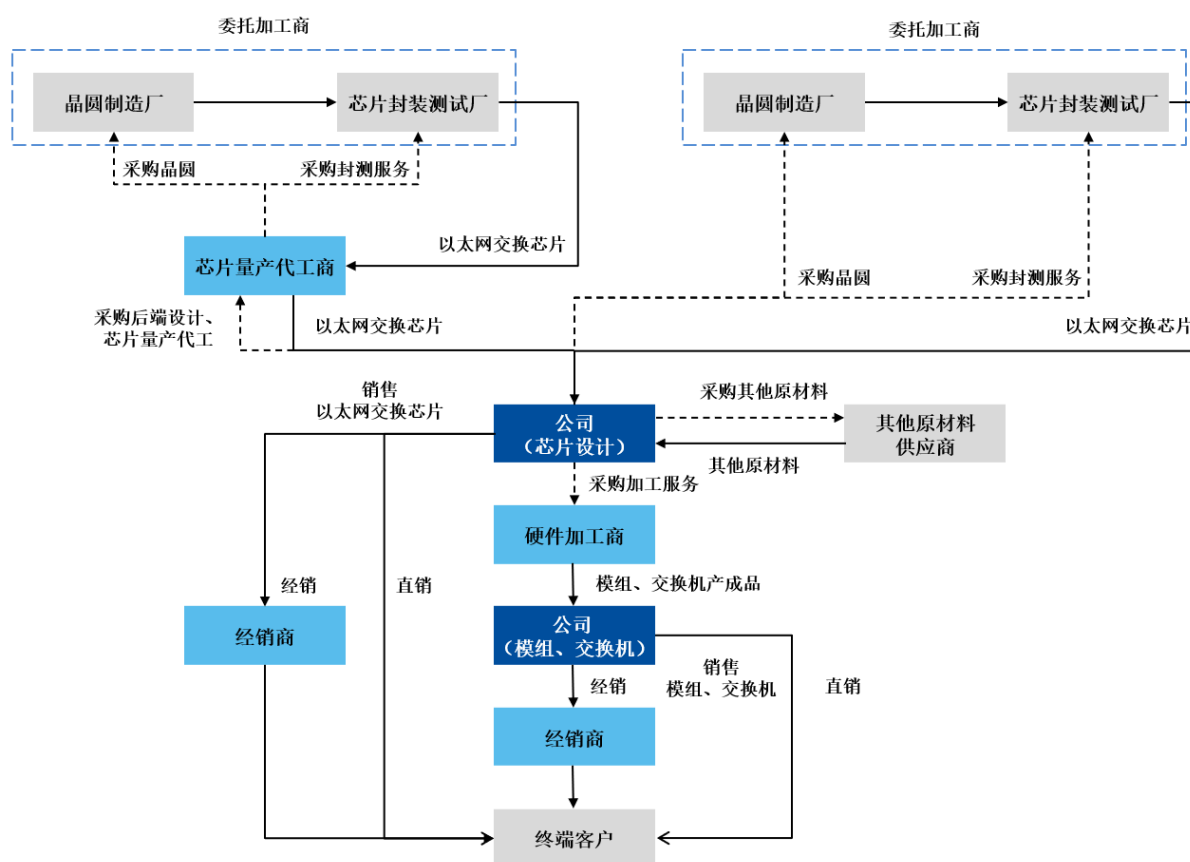 委托加工商
委托加工商
晶圆制造厂
芯片封装测试厂
晶圆制造厂
芯片封装测试厂
采购晶圆
采购封测服务
以太网交换芯片
芯片量产代工商
采购晶圆
采购封测服务
采购后端设计、
芯片量产代工
以太网交换芯片
以太网交换芯片
销售
以太网交换芯片
公司
（芯片设计）
采购其他原材料
其他原材料
供应商
其他原材料
采购加工服务
硬件加工商
经销
直销
模组、交换机产成品
经销商
公司
（模组、交换机）
经销
销售
模组、交换机
直销
经销商
终端客户